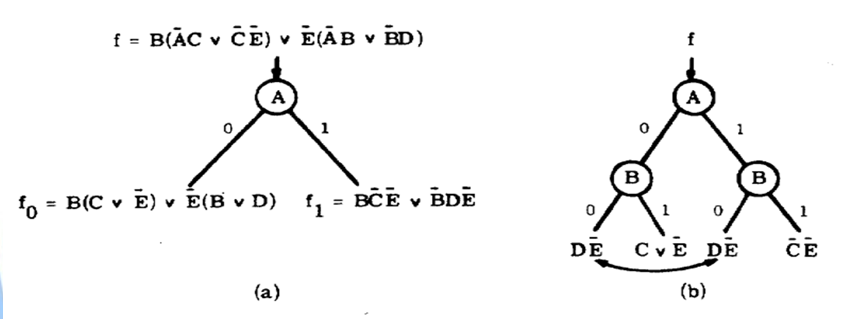 f = B(ĀC v C̄Ē) v Ē(ĀB v B̄D)
A
0 1
f₀ = B(C v Ē) v Ē(B v D) f₁ = BC̄Ē v B̄DĒ
(a)
f
A
0 1
B B
0 1 0 1
DĒ C v Ē DĒ C̄Ē
(b)